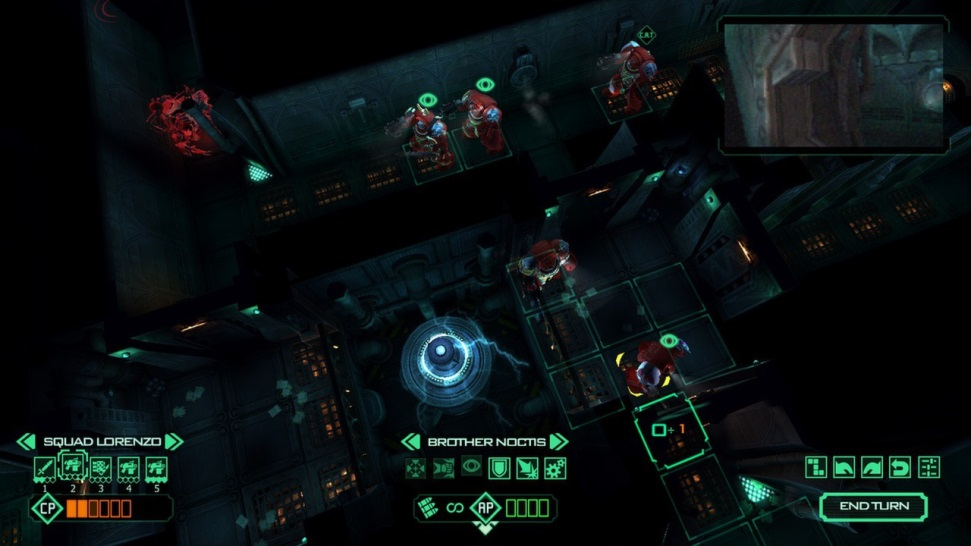 CAT
+ 1
SQUAD LORENZO
BROTHER NOCTIS
1 2 3 4 5
CP
∞ AP
END TURN